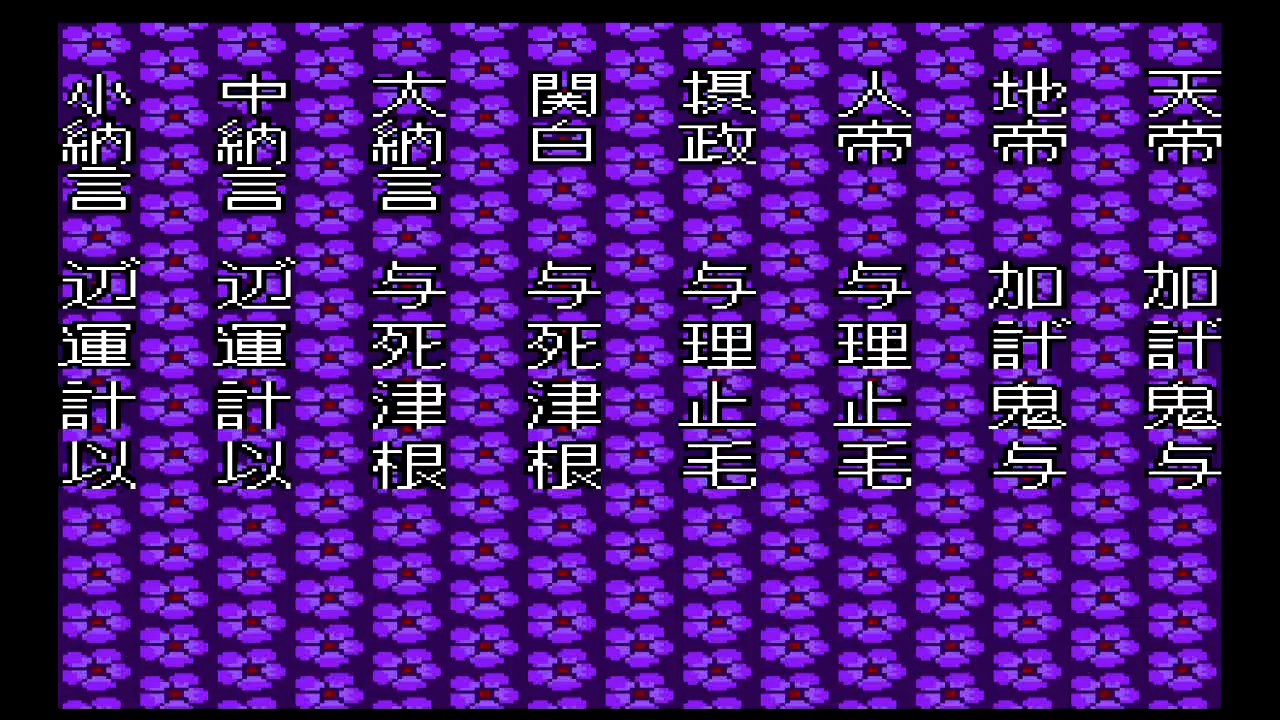 天帝 加計゛鬼与
地帝 加計゛鬼与
人帝 与理止毛
摂政 与理止毛
関白 与死津根
大納言 与死津根
中納言 辺゛運計以
小納言 辺゛運計以